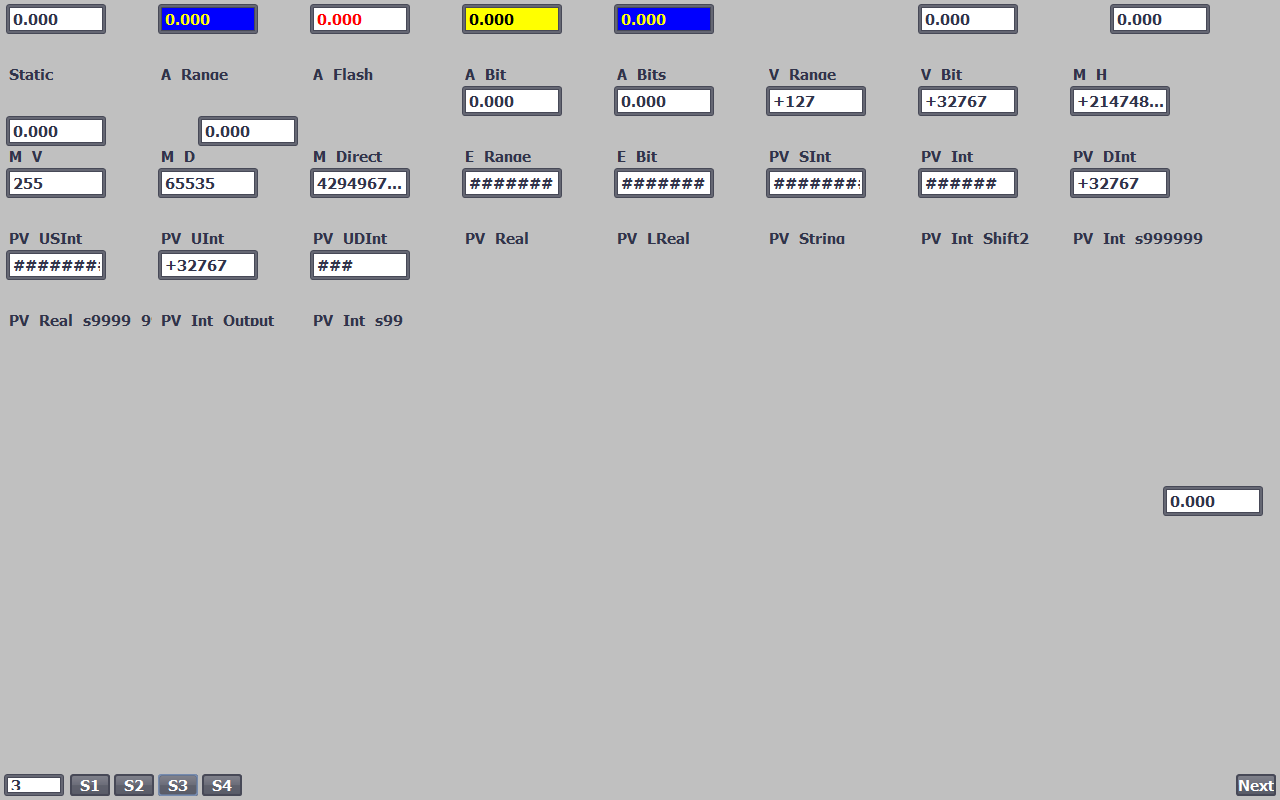 0.000 0.000 0.000 0.000 0.000 0.000 0.000
Static A Range A Flash A Bit A Bits V Range V Bit M H
0.000 0.000 +127 +32767 +214748...
0.000 0.000
M V M D M Direct E Range E Bit PV SInt PV Int PV DInt
255 65535 4294967... ####### ####### ######## ###### +32767
PV USInt PV UInt PV UDInt PV Real PV LReal PV String PV Int Shift2 PV Int s999999
######## +32767 ###
PV Real s9999 9 PV Int Output PV Int s99
0.000
3 S1 S2 S3 S4 Next